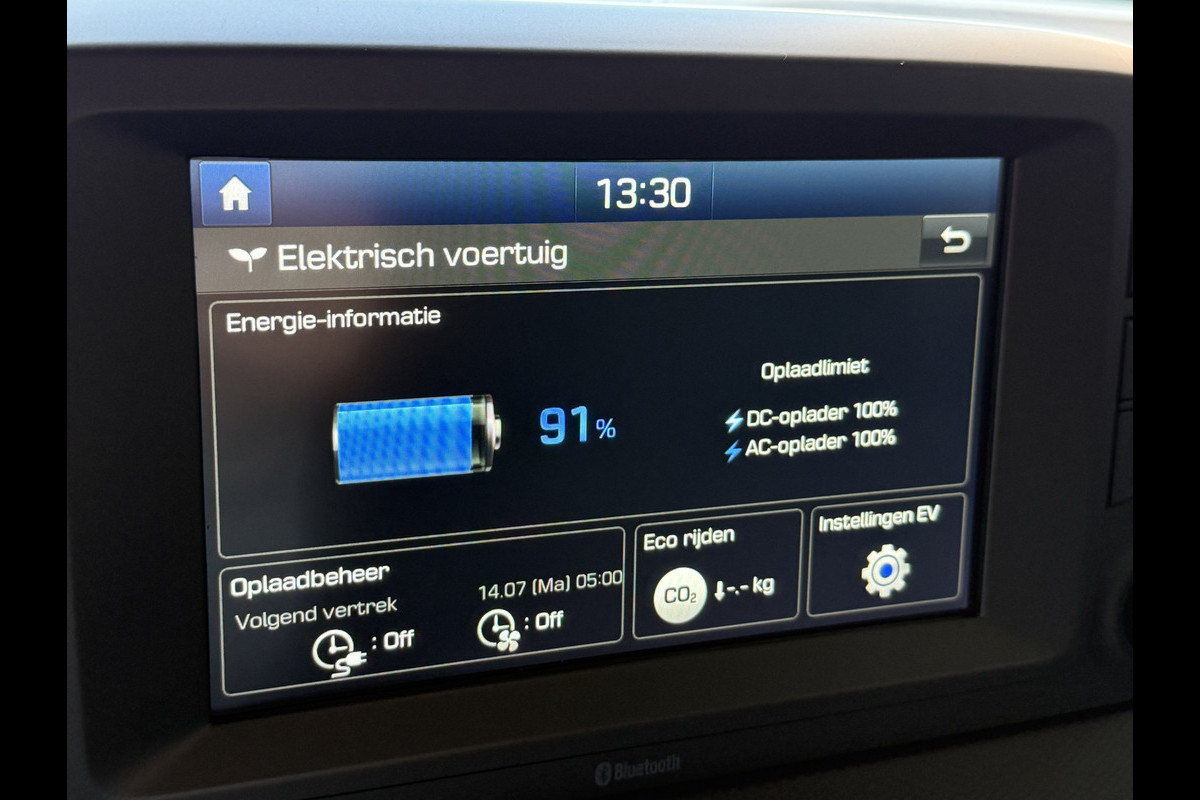 13:30
Elektrisch voertuig
Energie-informatie
91%
Oplaadlimiet
DC-oplader 100%
AC-oplader 100%
Oplaadbeheer
Volgend vertrek
14.07 (Ma) 05:00
: Off
: Off
Eco rijden
CO₂
-.- kg
Instellingen EV
Bluetooth